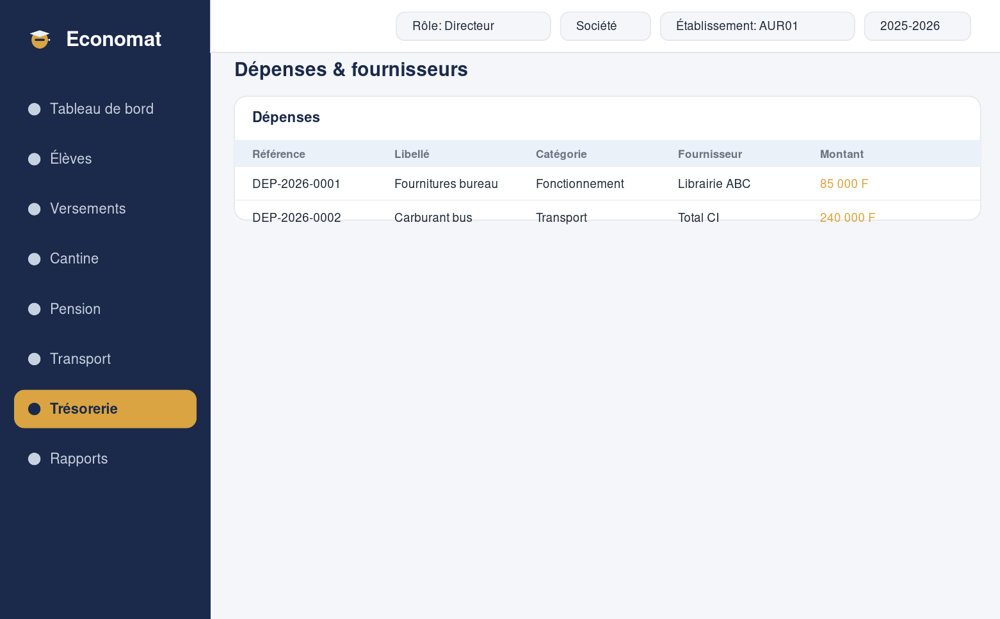 Economat
Rôle: Directeur
Société
Établissement: AUR01
2025-2026
Tableau de bord
Élèves
Versements
Cantine
Pension
Transport
Trésorerie
Rapports
Dépenses & fournisseurs
Dépenses
Référence Libellé Catégorie Fournisseur Montant
DEP-2026-0001 Fournitures bureau Fonctionnement Librairie ABC 85 000 F
DEP-2026-0002 Carburant bus Transport Total CI 240 000 F